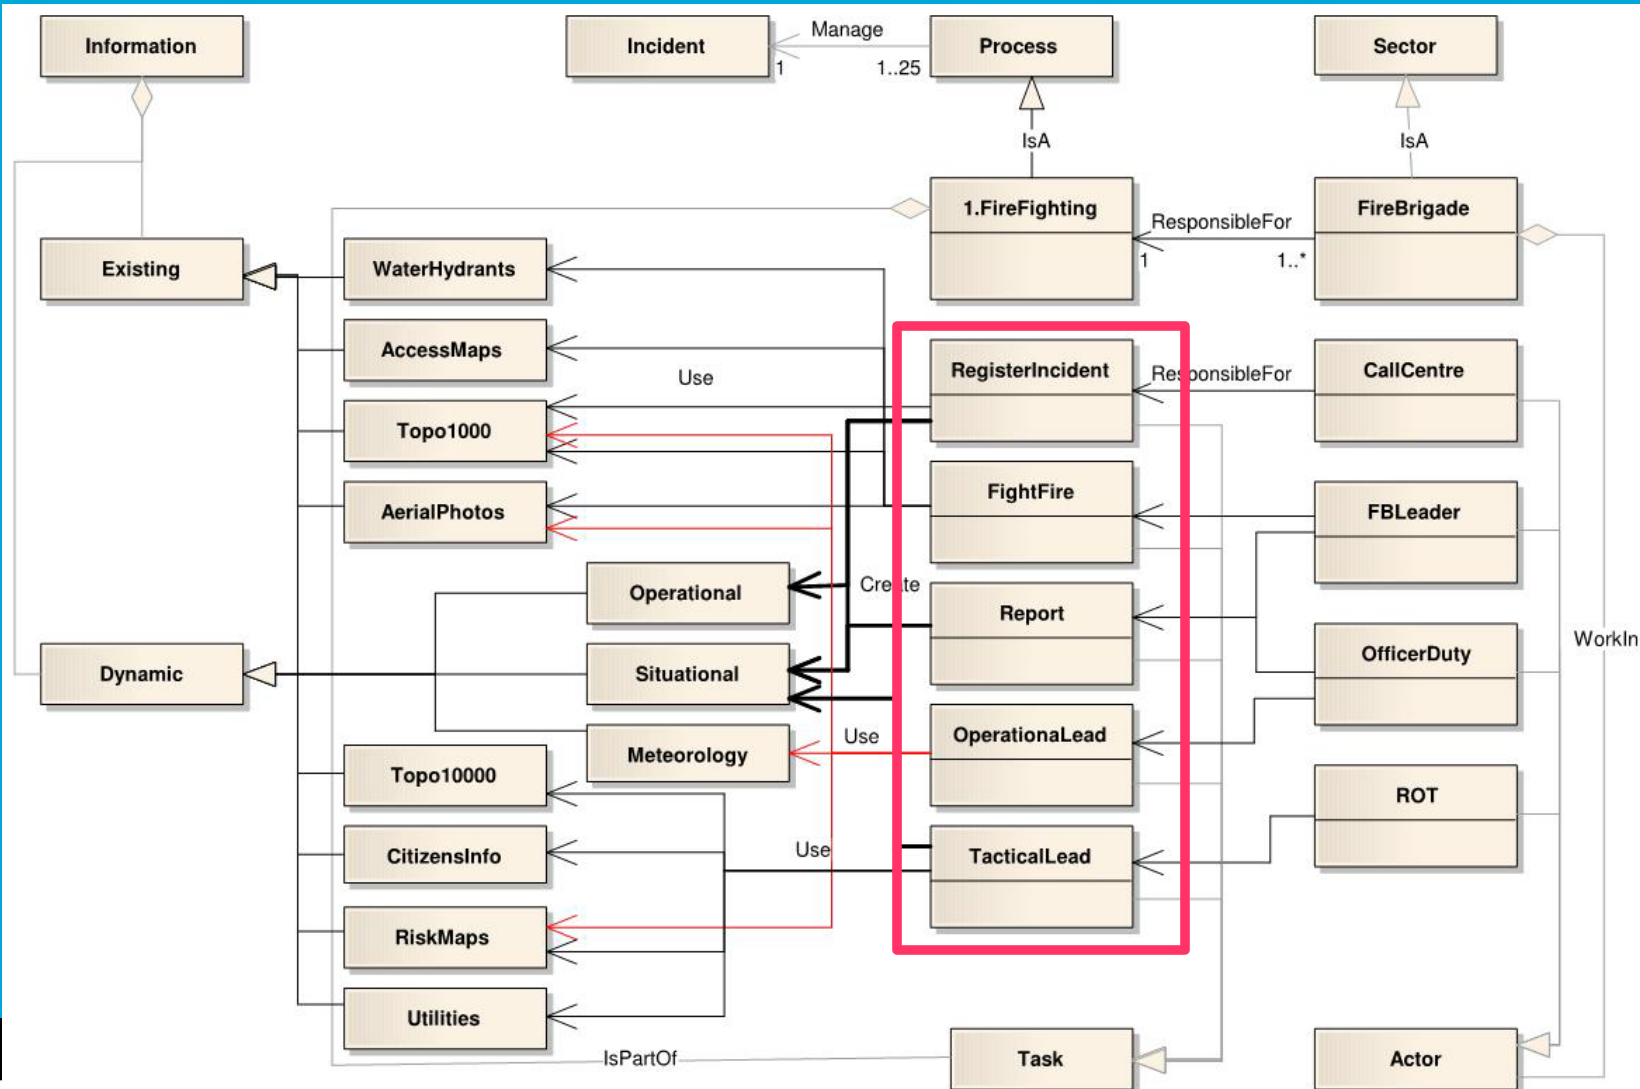 Information
Incident
Manage
1
1..25
Process
Sector
IsA
IsA
1.FireFighting
ResponsibleFor
1
1..*
FireBrigade
Existing
WaterHydrants
AccessMaps
Use
RegisterIncident
ResponsibleFor
CallCentre
Topo1000
AerialPhotos
FightFire
FBLeader
Operational
Create
Report
OfficerDuty
WorkIn
Dynamic
Situational
Meteorology
Use
OperationaLead
Topo10000
ROT
CitizensInfo
Use
TacticalLead
RiskMaps
Utilities
IsPartOf
Task
Actor